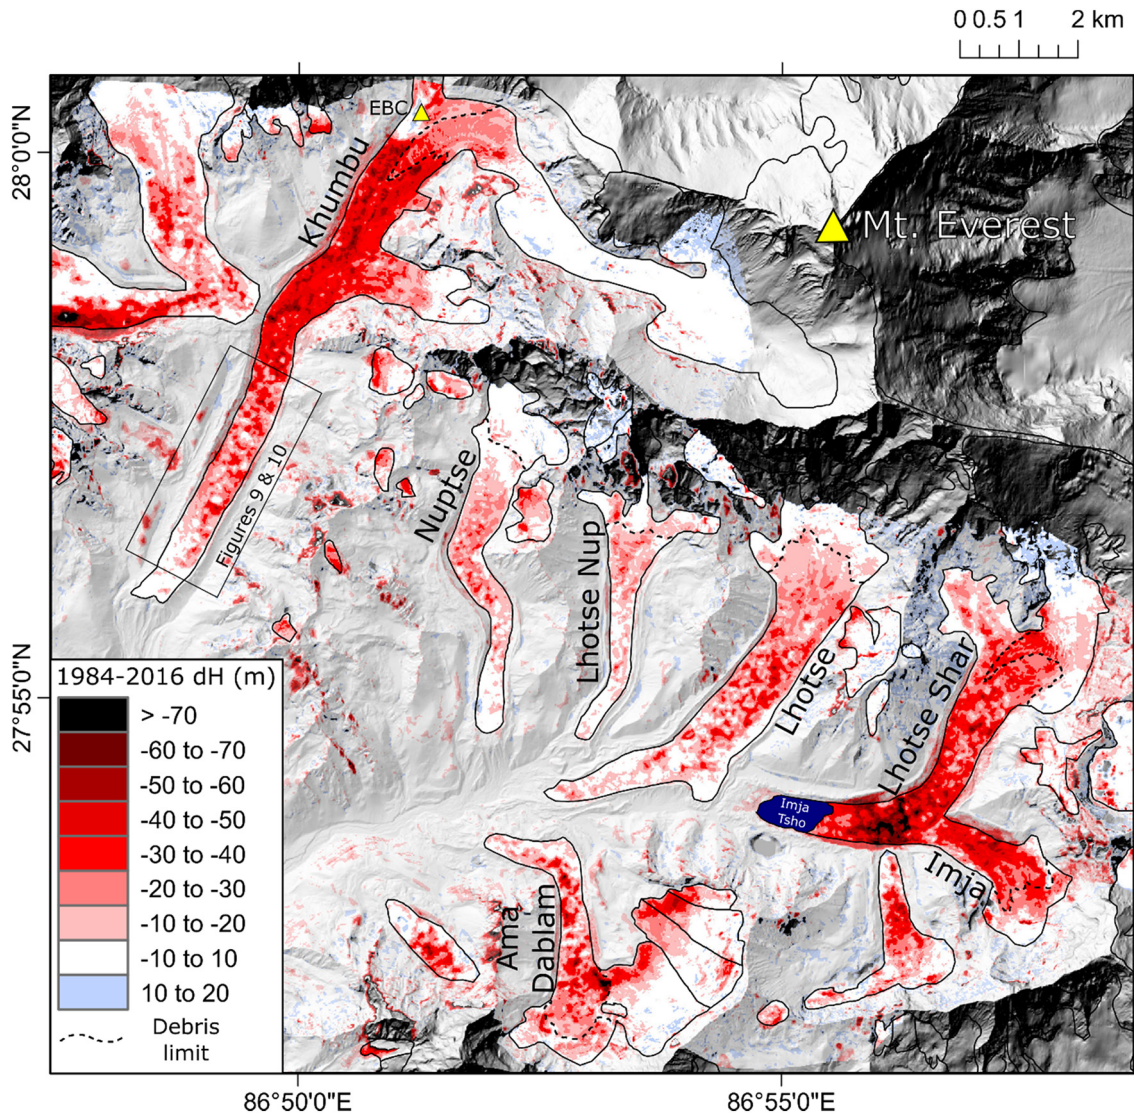 0 0.5 1 2 km
28°0'0"N
27°55'0"N
EBC
Khumbu
Mt. Everest
Figures 9 & 10
Nuptse
Lhotse Nup
Lhotse
Lhotse Shar
Imja
Tsho
Imja
Ama
Dablam
1984-2016 dH (m)
> -70
-60 to -70
-50 to -60
-40 to -50
-30 to -40
-20 to -30
-10 to -20
-10 to 10
10 to 20
Debris
limit
86°50'0"E
86°55'0"E